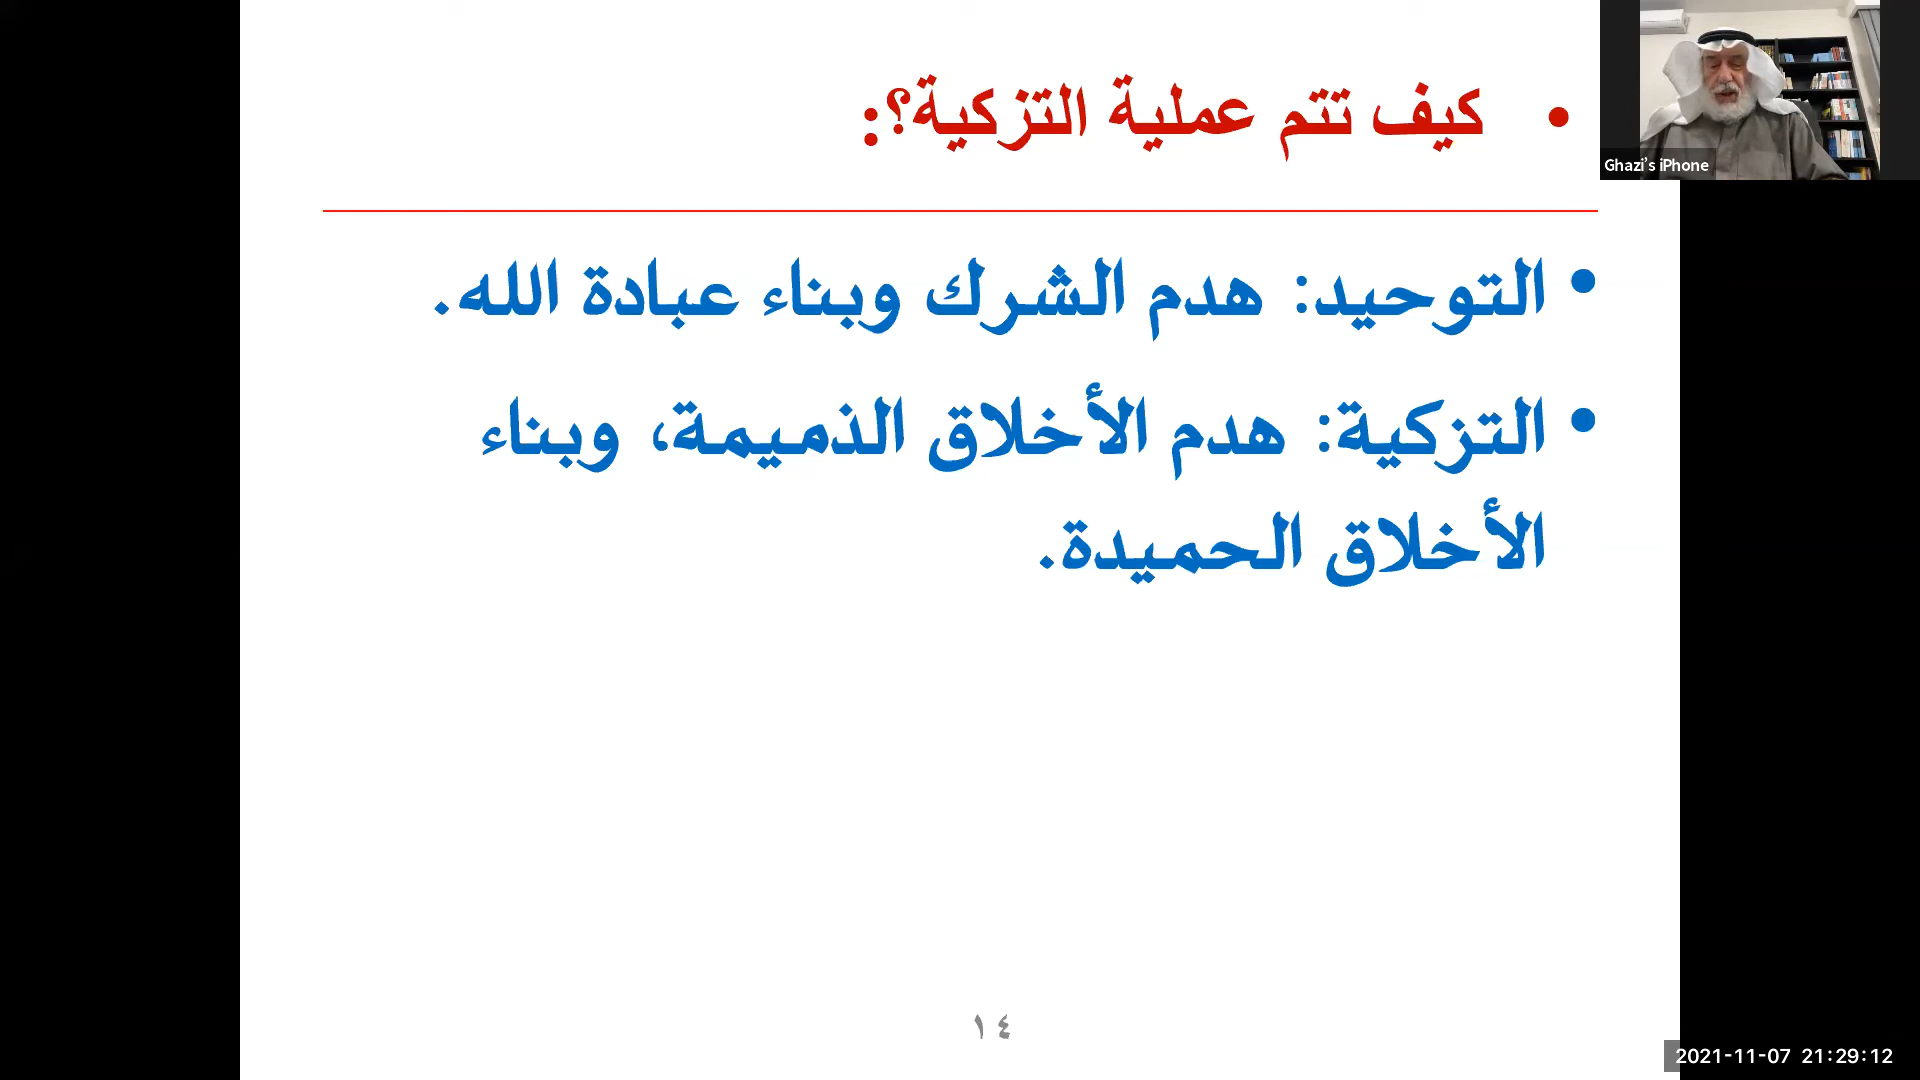 • كيف تتم عملية التزكية؟:
• التوحيد: هدم الشرك وبناء عبادة الله.
• التزكية: هدم الأخلاق الذميمة، وبناء
الأخلاق الحميدة.
١٤
Ghazi's iPhone
2021-11-07 21:29:12